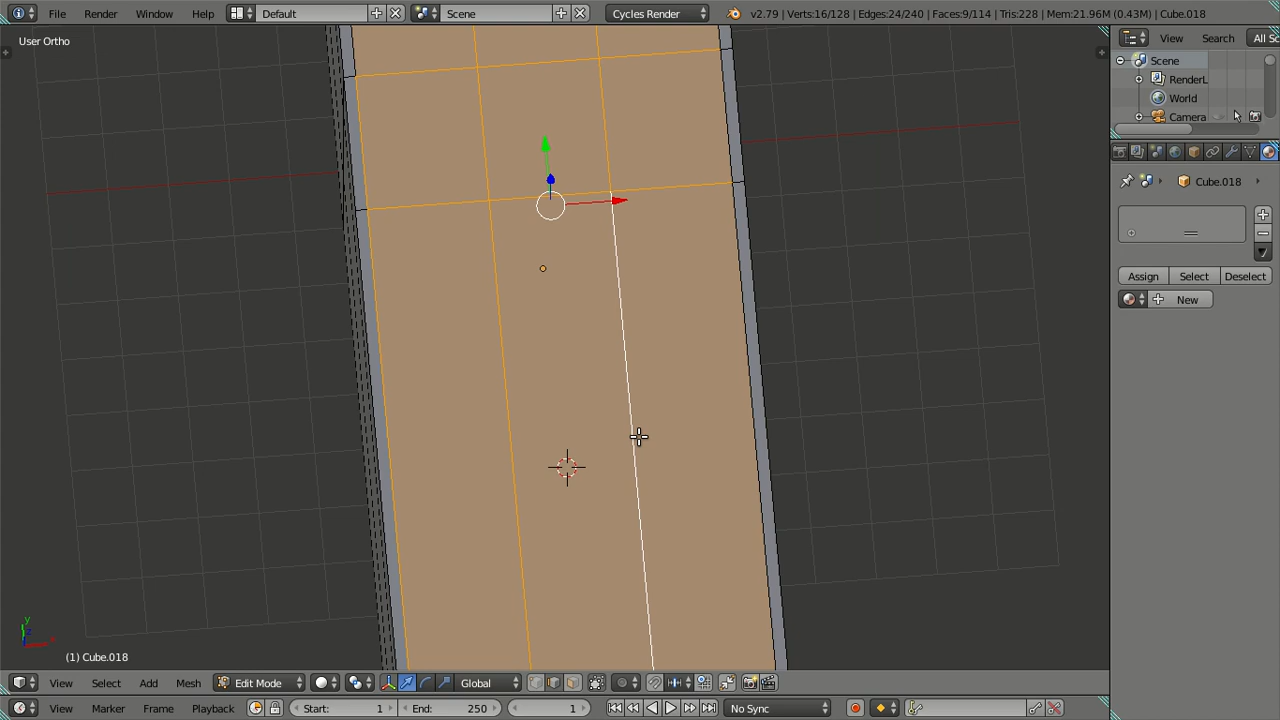 File Render Window Help Default Scene Cycles Render v2.79 | Verts:16/128 | Edges:24/240 | Faces:9/114 | Tris:228 | Mem:21.96M (0.43M) | Cube.018
User Ortho
View Search All Sc
Scene
RenderL
World
Camera
Cube.018
Assign Select Deselect
New
y
z
x
(1) Cube.018
View Select Add Mesh Edit Mode Global
View Marker Frame Playback Start: 1 End: 250 1 No Sync